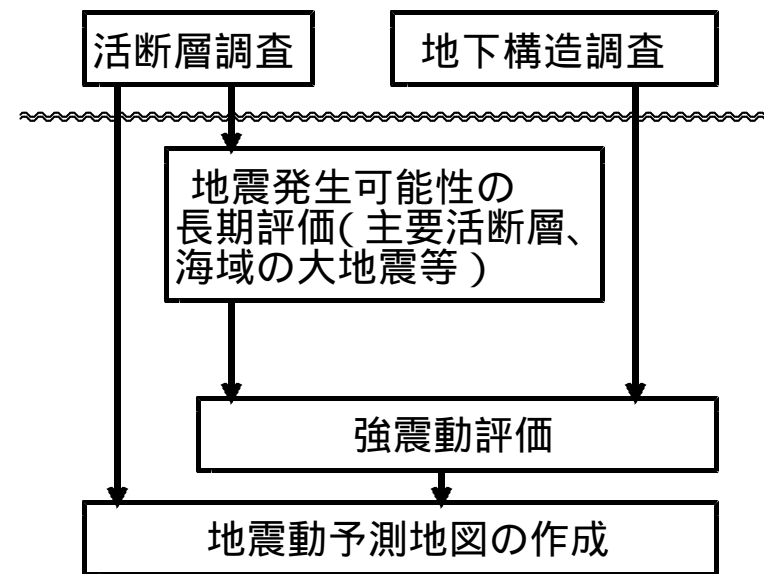 活断層調査
地下構造調査
地震発生可能性の
長期評価(主要活断層、
海域の大地震等)
強震動評価
地震動予測地図の作成